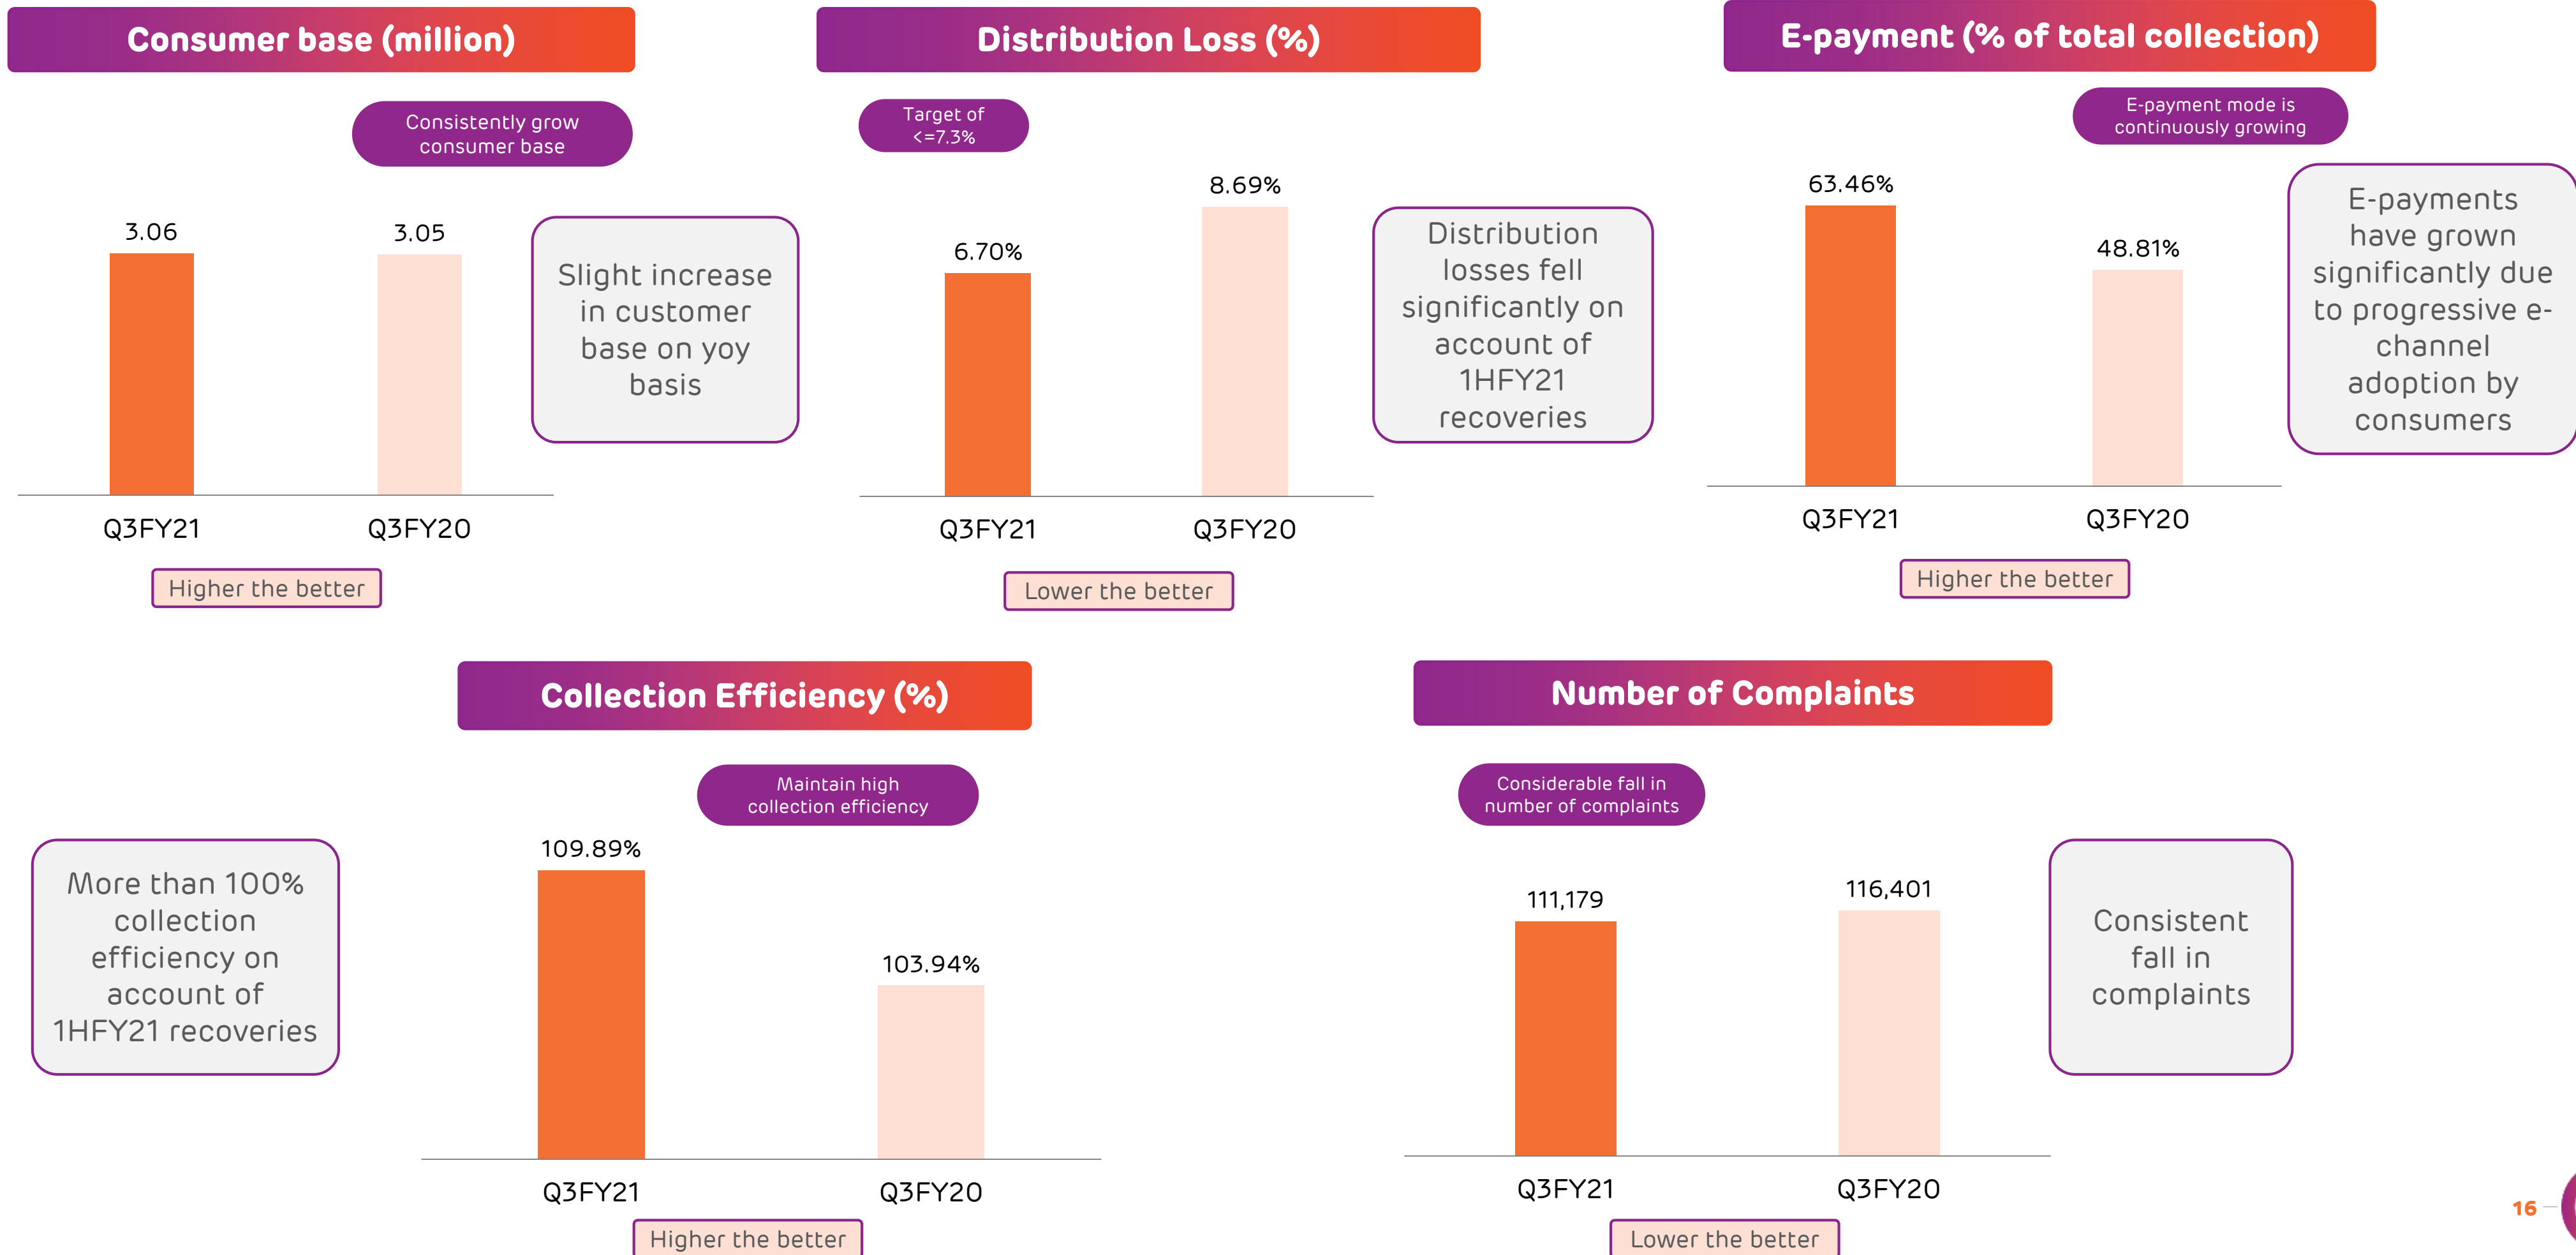 Consumer base (million)
Consistently grow
consumer base
3.06
3.05
Slight increase
in customer
base on yoy
basis
Q3FY21
Q3FY20
Higher the better
Distribution Loss (%)
Target of
<=7.3%
6.70%
8.69%
Distribution
losses fell
significantly on
account of
1HFY21
recoveries
Q3FY21
Q3FY20
Lower the better
E-payment (% of total collection)
E-payment mode is
continuously growing
63.46%
48.81%
E-payments
have grown
significantly due
to progressive e-
channel
adoption by
consumers
Q3FY21
Q3FY20
Higher the better
Collection Efficiency (%)
Maintain high
collection efficiency
More than 100%
collection
efficiency on
account of
1HFY21 recoveries
109.89%
103.94%
Q3FY21
Q3FY20
Higher the better
Number of Complaints
Considerable fall in
number of complaints
111,179
116,401
Consistent
fall in
complaints
Q3FY21
Q3FY20
Lower the better
16